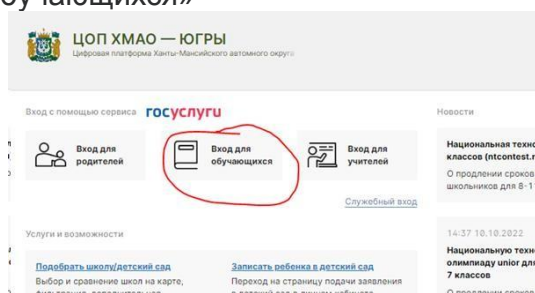 обучающихся»
ЦОП ХМАО — ЮГРЫ
Цифровая платформа Ханты-Мансийского автомного округа
Вход с помощью сервиса госуслуги
Вход для
родителей
Вход для
обучающихся
Вход для
учителей
Служебный вход
Услуги и возможности
Подобрать школу/детский сад
Выбор и сравнение школ на карте,
Записать ребенка в детский сад
Переход на страницу подачи заявления
Новости
Национальная
классов (ntcontest.
О продлении сроков
школьников для 8-1
14:37 10.10.2022
Национальную
олимпиаду unior для
7 классов